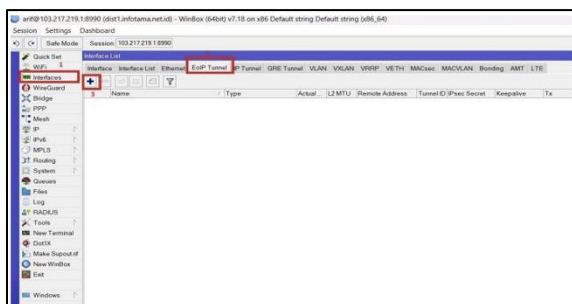 arif@103.217.219.1:8990 (dist1.infotama.net.id) - WinBox (64bit) v7.18 on x86 Default string Default string (x86_64)
Session Settings Dashboard
Safe Mode Session: 103.217.219.1:8990
Quick Set
WiFi 1
Interfaces
WireGuard
Bridge
PPP
Mesh
IP
IPv6
MPLS
Routing
System
Queues
Files
Log
RADIUS
Tools
New Terminal
Dot1X
Make Supout.rif
New WinBox
Exit
Windows
Interface List
Interface Interface List Ethernet EoIP Tunnel IP Tunnel GRE Tunnel VLAN VXLAN VRRP VETH MACsec MACVLAN Bonding AMT LTE
3 Name / Type Actual... L2 MTU Remote Address Tunnel ID IPsec Secret Keepalive Tx